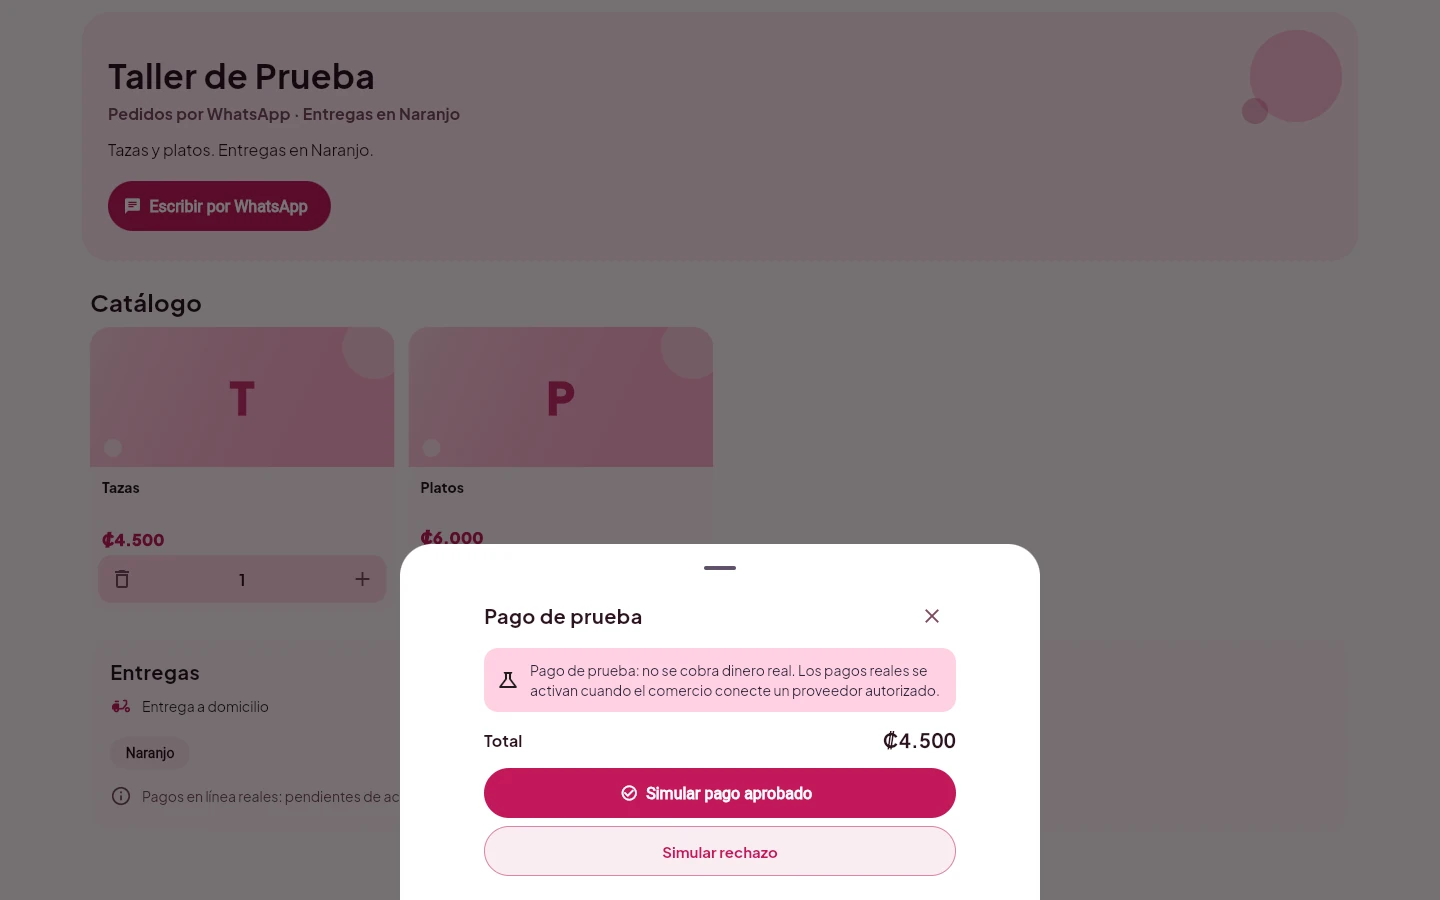 Taller de Prueba
Pedidos por WhatsApp · Entregas en Naranjo
Tazas y platos. Entregas en Naranjo.
Escribir por WhatsApp
Catálogo
T
P
Tazas
Platos
₡4.500
₡6.000
1
Entregas
Entrega a domicilio
Naranjo
Pagos en línea reales: pendientes de ac
Pago de prueba
Pago de prueba: no se cobra dinero real. Los pagos reales se
activan cuando el comercio conecte un proveedor autorizado.
Total
₡4.500
Simular pago aprobado
Simular rechazo